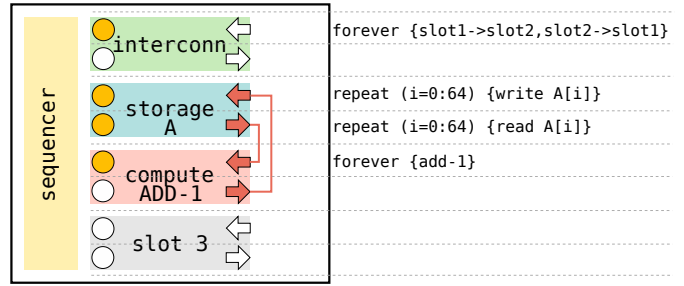 sequencer
interconn
forever {slot1->slot2,slot2->slot1}
storage
A
repeat (i=0:64) {write A[i]}
repeat (i=0:64) {read A[i]}
compute
ADD-1
forever {add-1}
slot 3